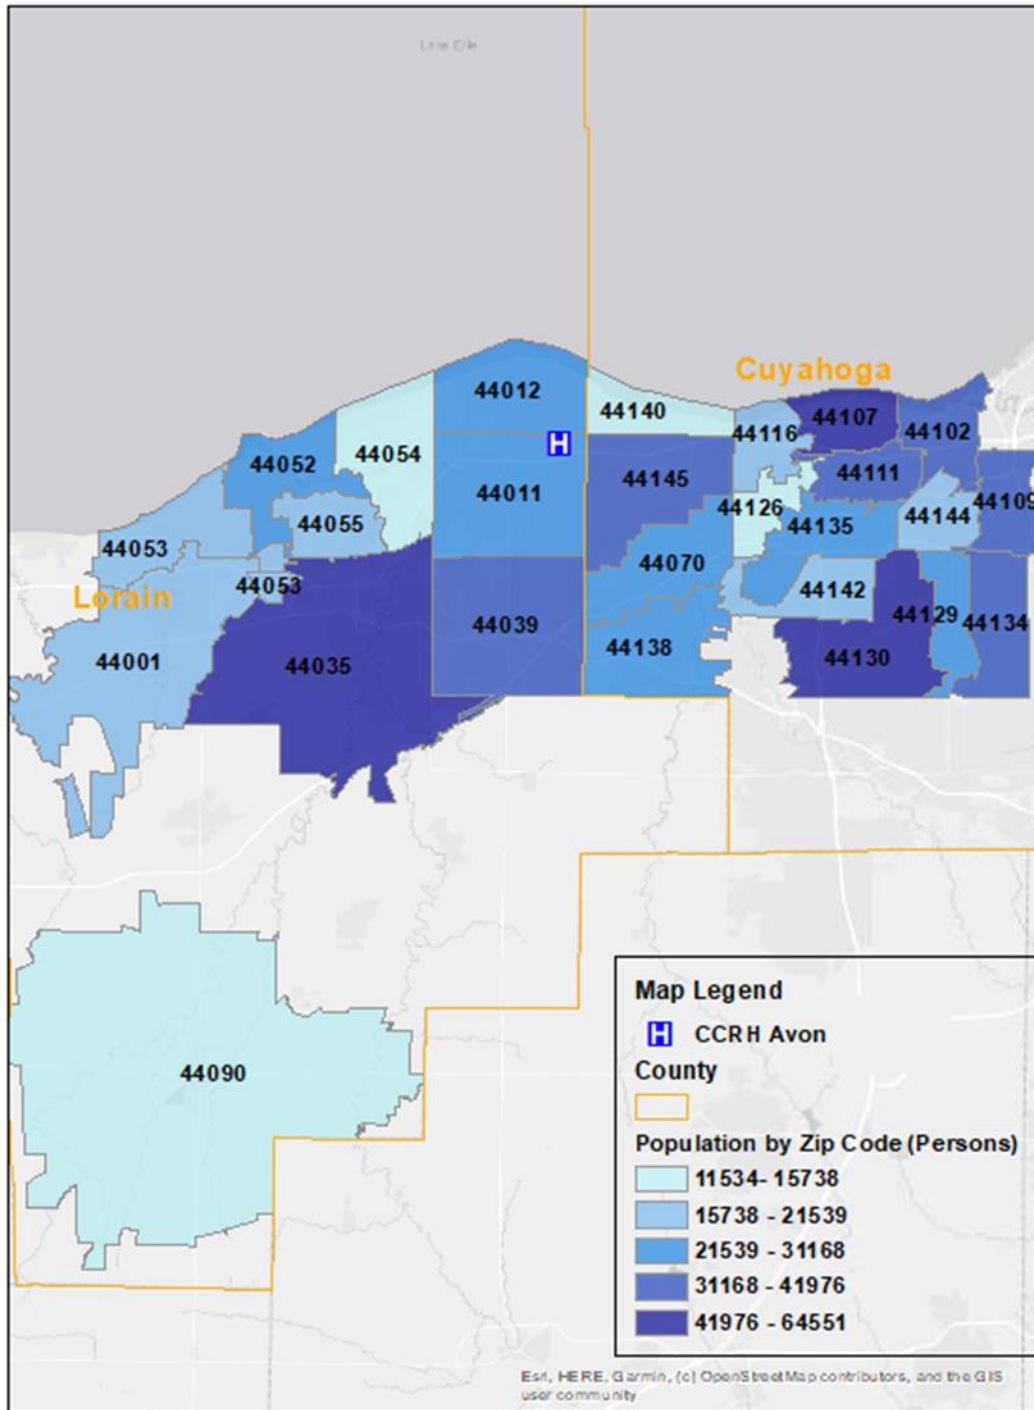 Lake Erie
Cuyahoga
44012
44140
44107
44116
44102
44054
44052
44145
44111
44011
44126
44109
44055
44144
44135
44053
44070
44053
44142
Lorain
44129
44134
44039
44138
44130
44001
44035
44090
Map Legend
H CCRH Avon
County
Population by Zip Code (Persons)
11534- 15738
15738 - 21539
21539 - 31168
31168 - 41976
41976 - 64551
Esri, HERE, Garmin, (c) OpenStreetMap contributors, and the GIS
user community
H